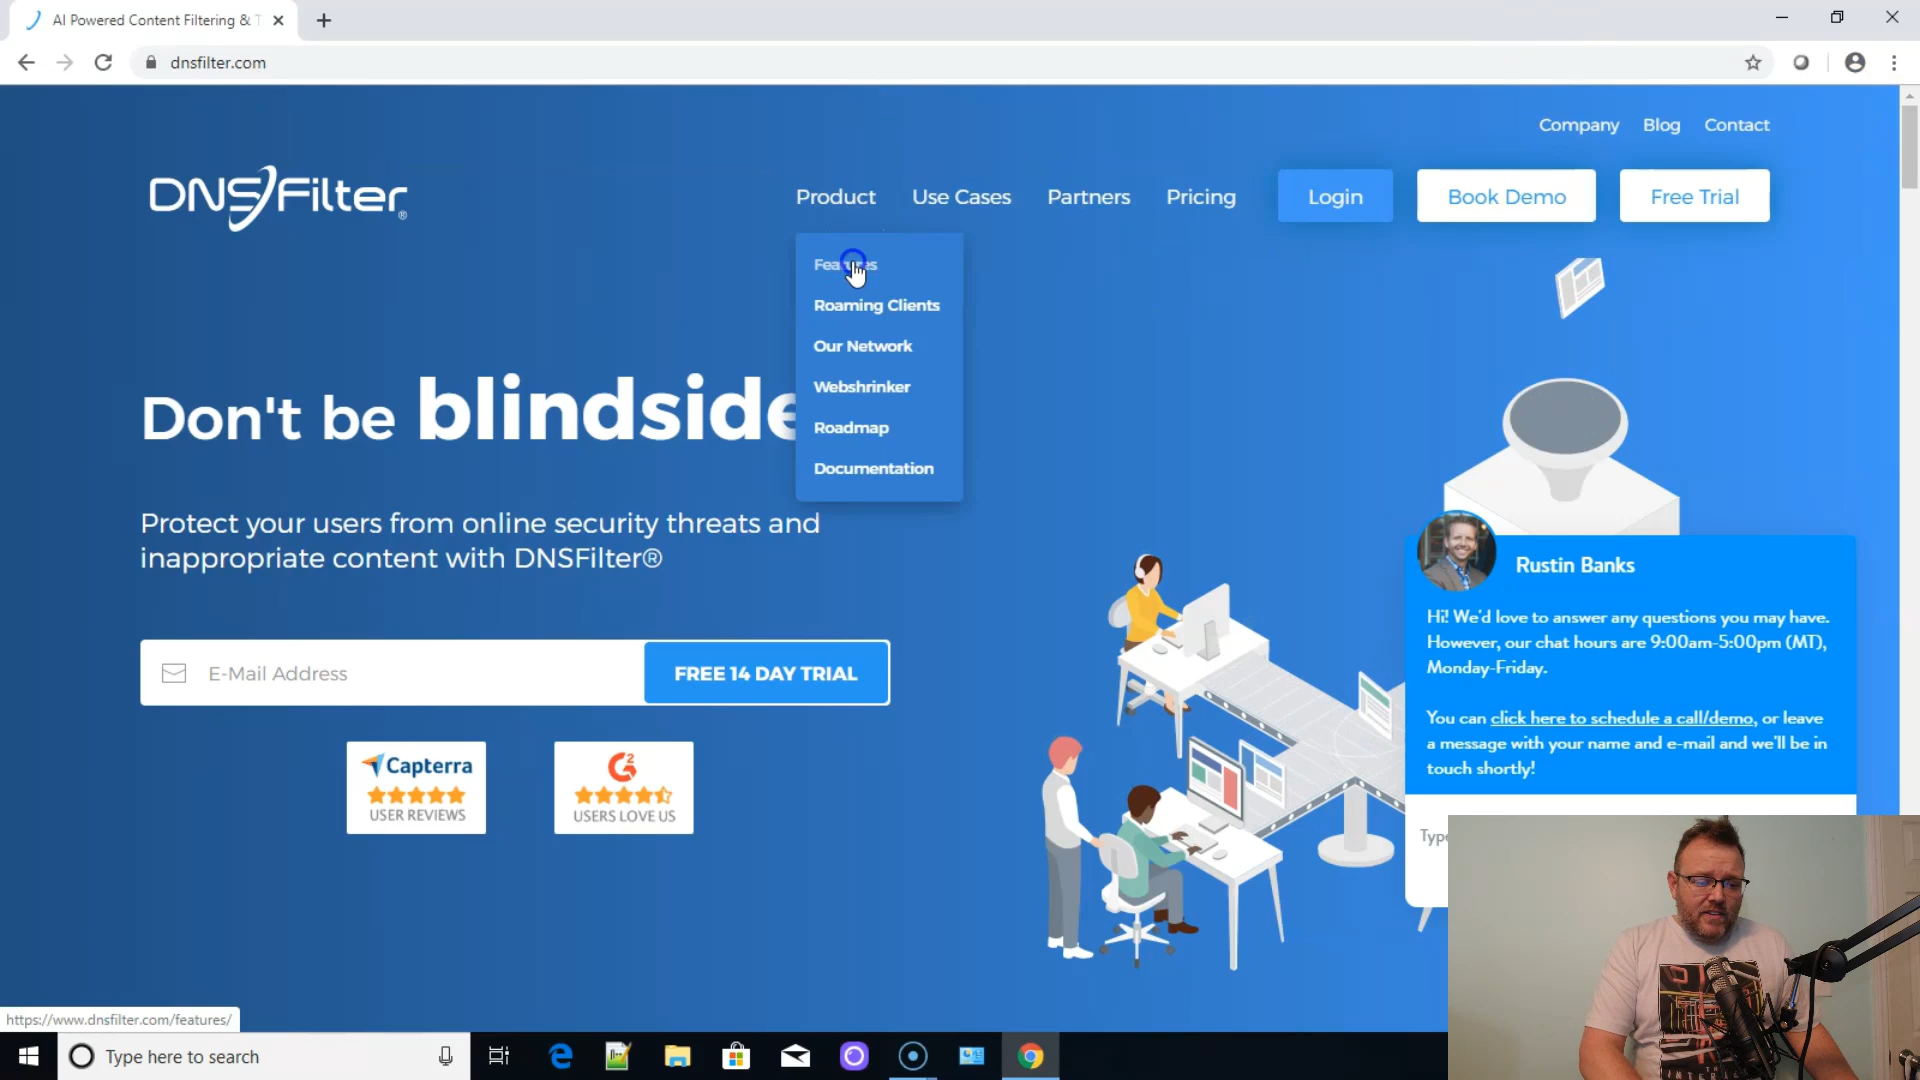 AI Powered Content Filtering & T
dnsfilter.com
Company Blog Contact
DNSFilter®
Product Use Cases Partners Pricing Login Book Demo Free Trial
Features
Roaming Clients
Our Network
Webshrinker
Roadmap
Documentation
Don't be blindside
Protect your users from online security threats and
inappropriate content with DNSFilter®
E-Mail Address
FREE 14 DAY TRIAL
Capterra
USER REVIEWS
G2
USERS LOVE US
Rustin Banks
Hi! We'd love to answer any questions you may have.
However, our chat hours are 9:00am-5:00pm (MT),
Monday-Friday.
You can click here to schedule a call/demo, or leave
a message with your name and e-mail and we'll be in
touch shortly!
Type
https://www.dnsfilter.com/features/
Type here to search